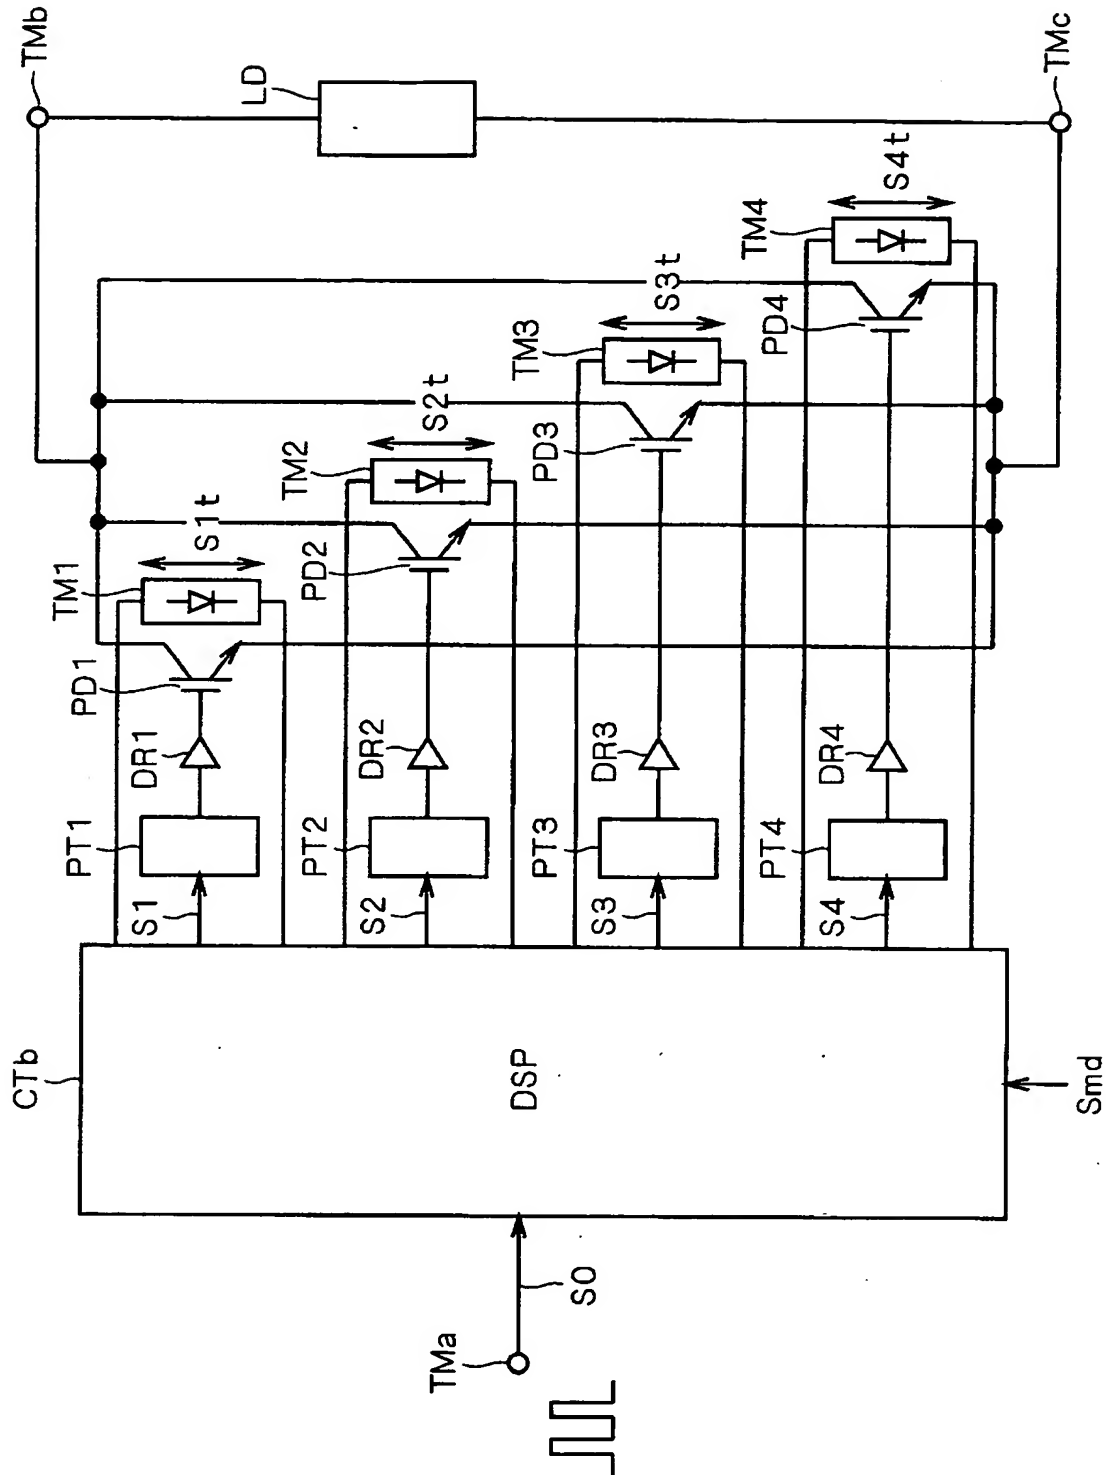 TMb
LD
TMc
TM1
S1t
PD1
DR1
PT1
S1
TM2
S2t
PD2
DR2
PT2
S2
TM3
S3t
PD3
DR3
PT3
S3
TM4
S4t
PD4
DR4
PT4
S4
CTb
DSP
Smd
S0
TMa